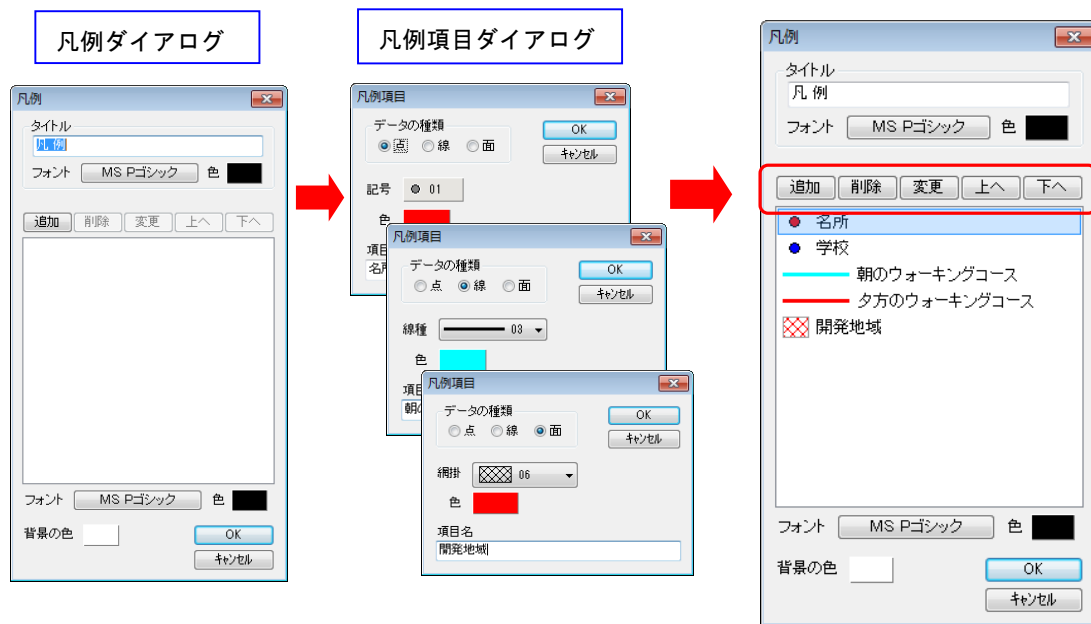 凡例ダイアログ
凡例
タイトル
凡 例
フォント MS Pゴシック 色
追加 削除 変更 上へ 下へ
フォント MS Pゴシック 色
背景の色
OK
キャンセル
凡例項目ダイアログ
凡例項目
データの種類
点 線 面
OK
キャンセル
記号 01
色
項目
名所
凡例項目
データの種類
点 線 面
OK
キャンセル
線種 03
色
項目
朝の
凡例項目
データの種類
点 線 面
OK
キャンセル
網掛 06
色
項目名
開発地域
凡例
タイトル
凡 例
フォント MS Pゴシック 色
追加 削除 変更 上へ 下へ
名所
学校
朝のウォーキングコース
夕方のウォーキングコース
開発地域
フォント MS Pゴシック 色
背景の色
OK
キャンセル